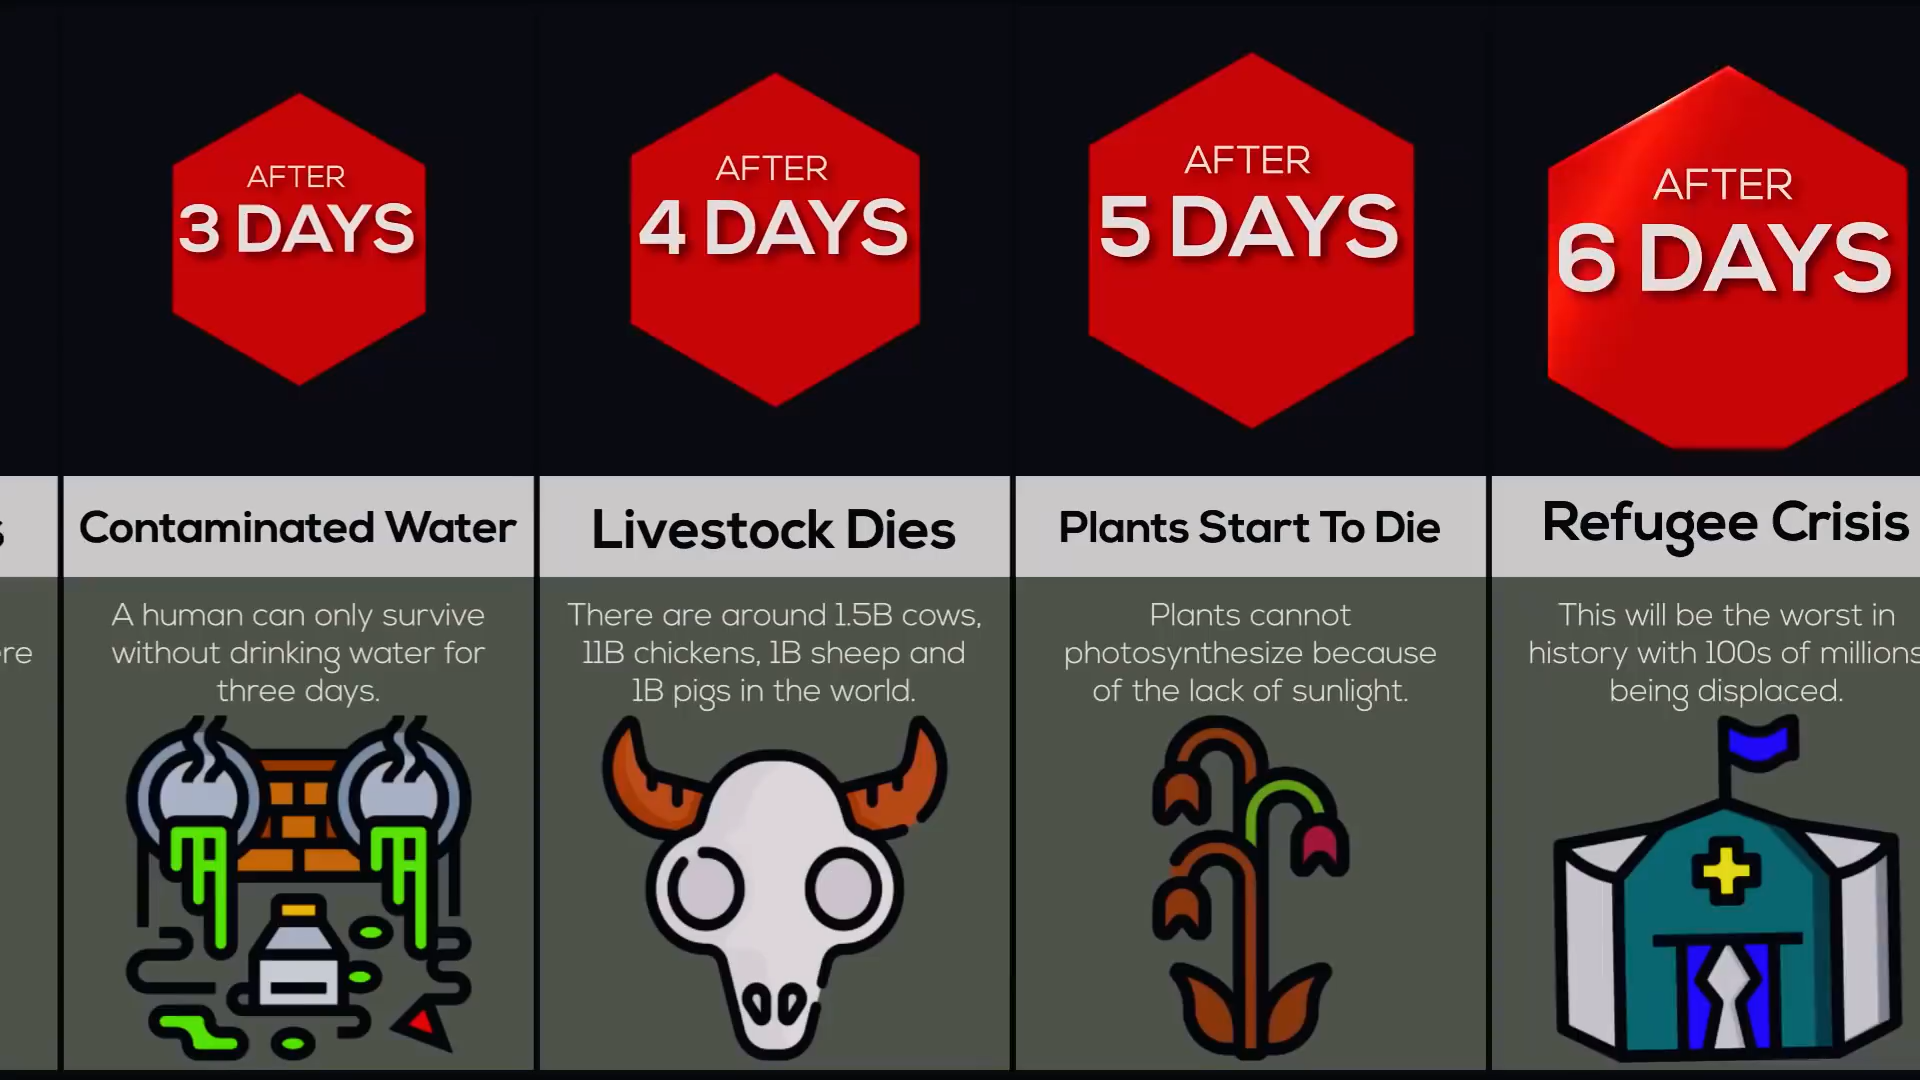 AFTER
3 DAYS
AFTER
4 DAYS
AFTER
5 DAYS
AFTER
6 DAYS
Contaminated Water
Livestock Dies
Plants Start To Die
Refugee Crisis
A human can only survive
without drinking water for
three days.
There are around 1.5B cows,
11B chickens, 1B sheep and
1B pigs in the world.
Plants cannot
photosynthesize because
of the lack of sunlight.
This will be the worst in
history with 100s of millions
being displaced.